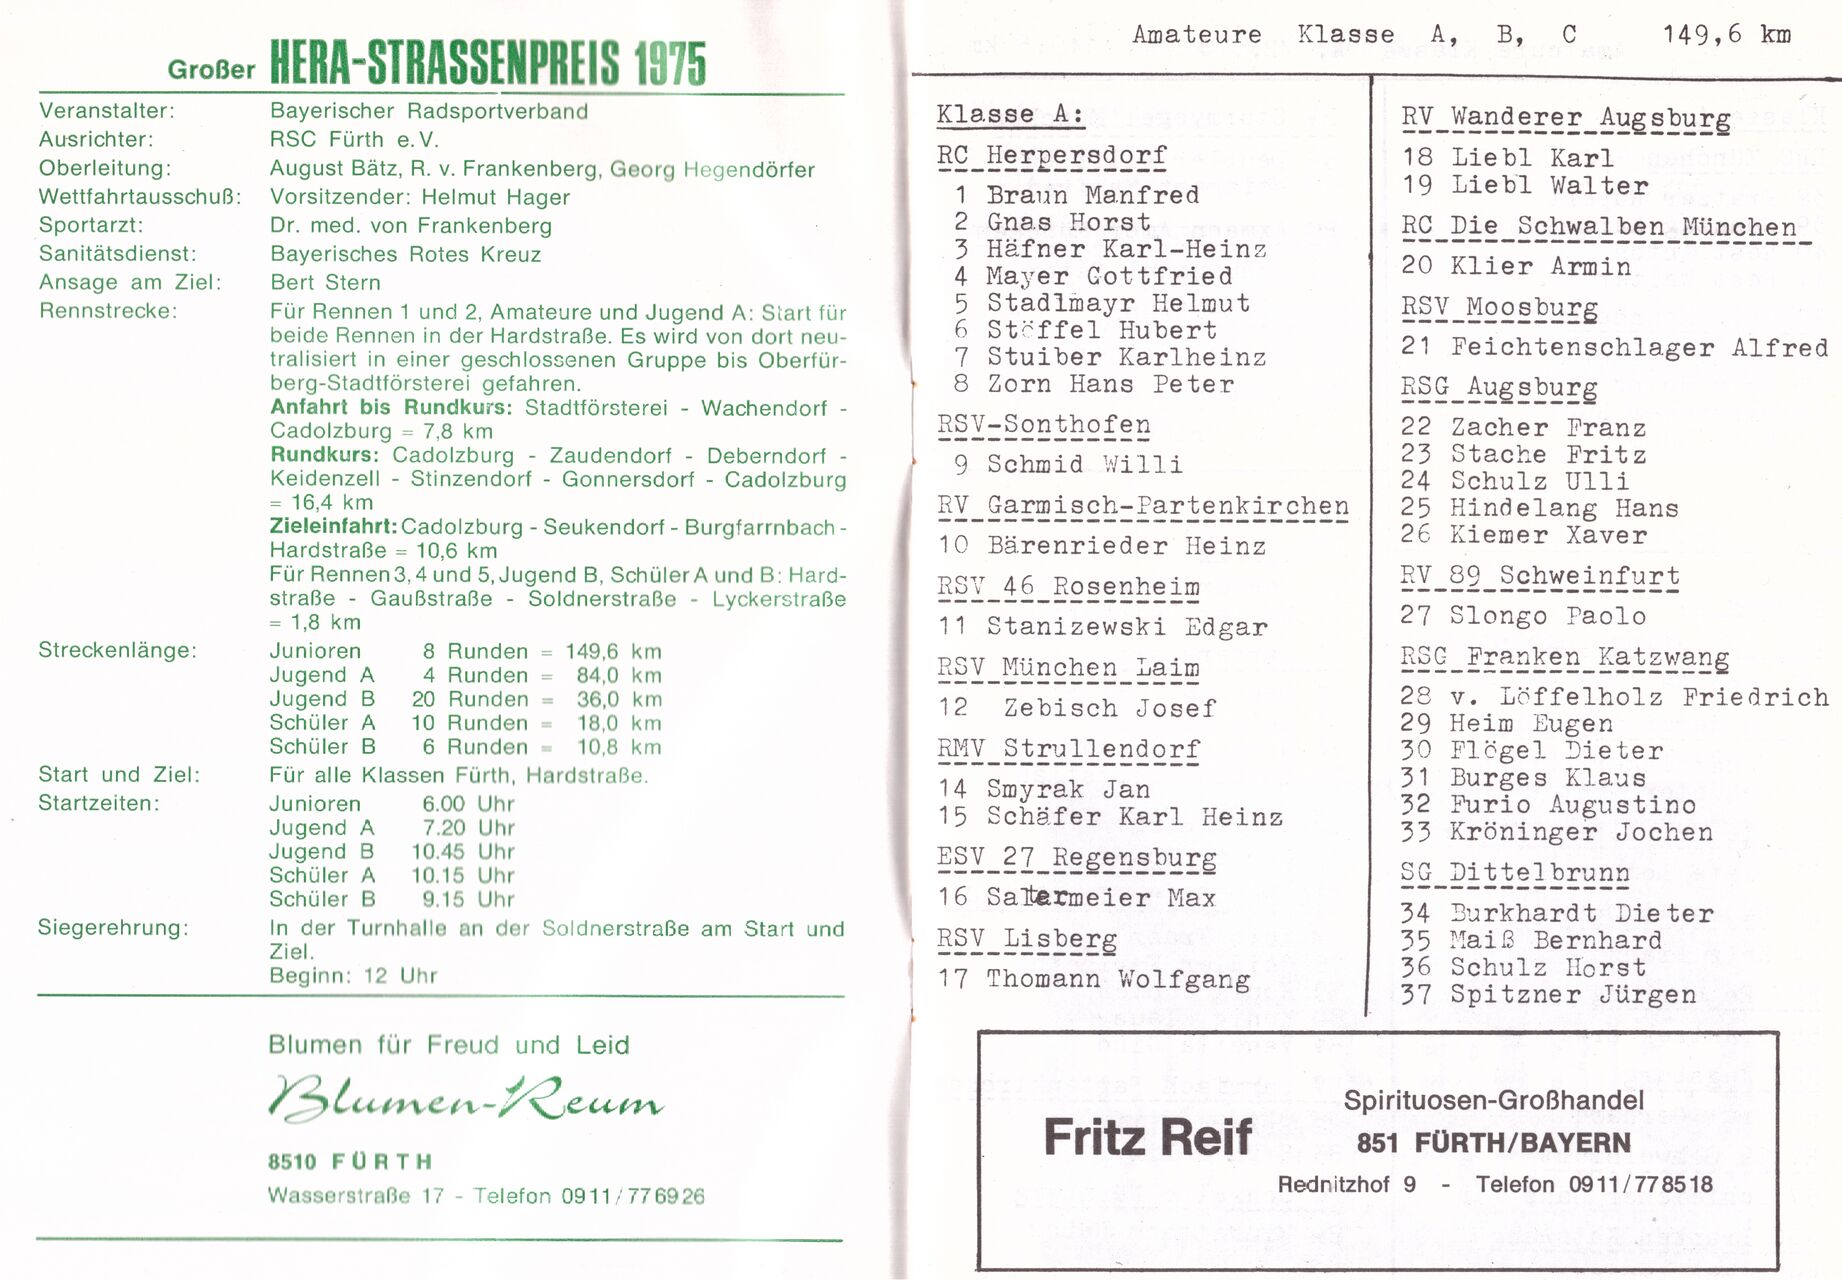 Großer HERA-STRASSENPREIS 1975
Veranstalter: Bayerischer Radsportverband
Ausrichter: RSC Fürth e.V.
Oberleitung: August Bätz, R. v. Frankenberg, Georg Hegendörfer
Wettfahrtausschuß: Vorsitzender: Helmut Hager
Sportarzt: Dr. med. von Frankenberg
Sanitätsdienst: Bayerisches Rotes Kreuz
Ansage am Ziel: Bert Stern
Rennstrecke: Für Rennen 1 und 2, Amateure und Jugend A: Start für
beide Rennen in der Hardstraße. Es wird von dort neu-
tralisiert in einer geschlossenen Gruppe bis Oberfür-
berg-Stadtförsterei gefahren.
Anfahrt bis Rundkurs: Stadtförsterei - Wachendorf -
Cadolzburg = 7,8 km
Rundkurs: Cadolzburg - Zaudendorf - Deberndorf -
Keidenzell - Stinzendorf - Gonnersdorf - Cadolzburg
= 16,4 km
Zieleinfahrt: Cadolzburg - Seukendorf - Burgfarrnbach -
Hardstraße = 10,6 km
Für Rennen 3, 4 und 5, Jugend B, Schüler A und B: Hard-
straße - Gaußstraße - Soldnerstraße - Lyckerstraße
= 1,8 km
Streckenlänge: Junioren 8 Runden = 149,6 km
Jugend A 4 Runden = 84,0 km
Jugend B 20 Runden = 36,0 km
Schüler A 10 Runden = 18,0 km
Schüler B 6 Runden = 10,8 km
Start und Ziel: Für alle Klassen Fürth, Hardstraße.
Startzeiten: Junioren 6.00 Uhr
Jugend A 7.20 Uhr
Jugend B 10.45 Uhr
Schüler A 10.15 Uhr
Schüler B 9.15 Uhr
Siegerehrung: In der Turnhalle an der Soldnerstraße am Start und
Ziel.
Beginn: 12 Uhr
Blumen für Freud und Leid
Blumen-Reum
8510 FÜRTH
Wasserstraße 17 - Telefon 0911/776926
Amateure Klasse A, B, C 149,6 km
Klasse A:
RC Herpersdorf
1 Braun Manfred
2 Gnas Horst
3 Häfner Karl-Heinz
4 Mayer Gottfried
5 Stadlmayr Helmut
6 Stöffel Hubert
7 Stuiber Karlheinz
8 Zorn Hans Peter
RSV-Sonthofen
9 Schmid Willi
RV Garmisch-Partenkirchen
10 Bärenrieder Heinz
RSV 46 Rosenheim
11 Stanizewski Edgar
RSV München Laim
12 Zebisch Josef
RMV Strullendorf
14 Smyrak Jan
15 Schäfer Karl Heinz
ESV 27 Regensburg
16 Saltermeier Max
RSV Lisberg
17 Thomann Wolfgang
RV Wanderer Augsburg
18 Liebl Karl
19 Liebl Walter
RC Die Schwalben München
20 Klier Armin
RSV Moosburg
21 Feichtenschlager Alfred
RSG Augsburg
22 Zacher Franz
23 Stache Fritz
24 Schulz Ulli
25 Hindelang Hans
26 Kiemer Xaver
RV 89 Schweinfurt
27 Slongo Paolo
RSG Franken Katzwang
28 v. Löffelholz Friedrich
29 Heim Eugen
30 Flögel Dieter
31 Burges Klaus
32 Furio Augustino
33 Kröninger Jochen
SG Dittelbrunn
34 Burkhardt Dieter
35 Maiß Bernhard
36 Schulz Horst
37 Spitzner Jürgen
Fritz Reif
Spirituosen-Großhandel
851 FÜRTH/BAYERN
Rednitzhof 9 - Telefon 0911/778518